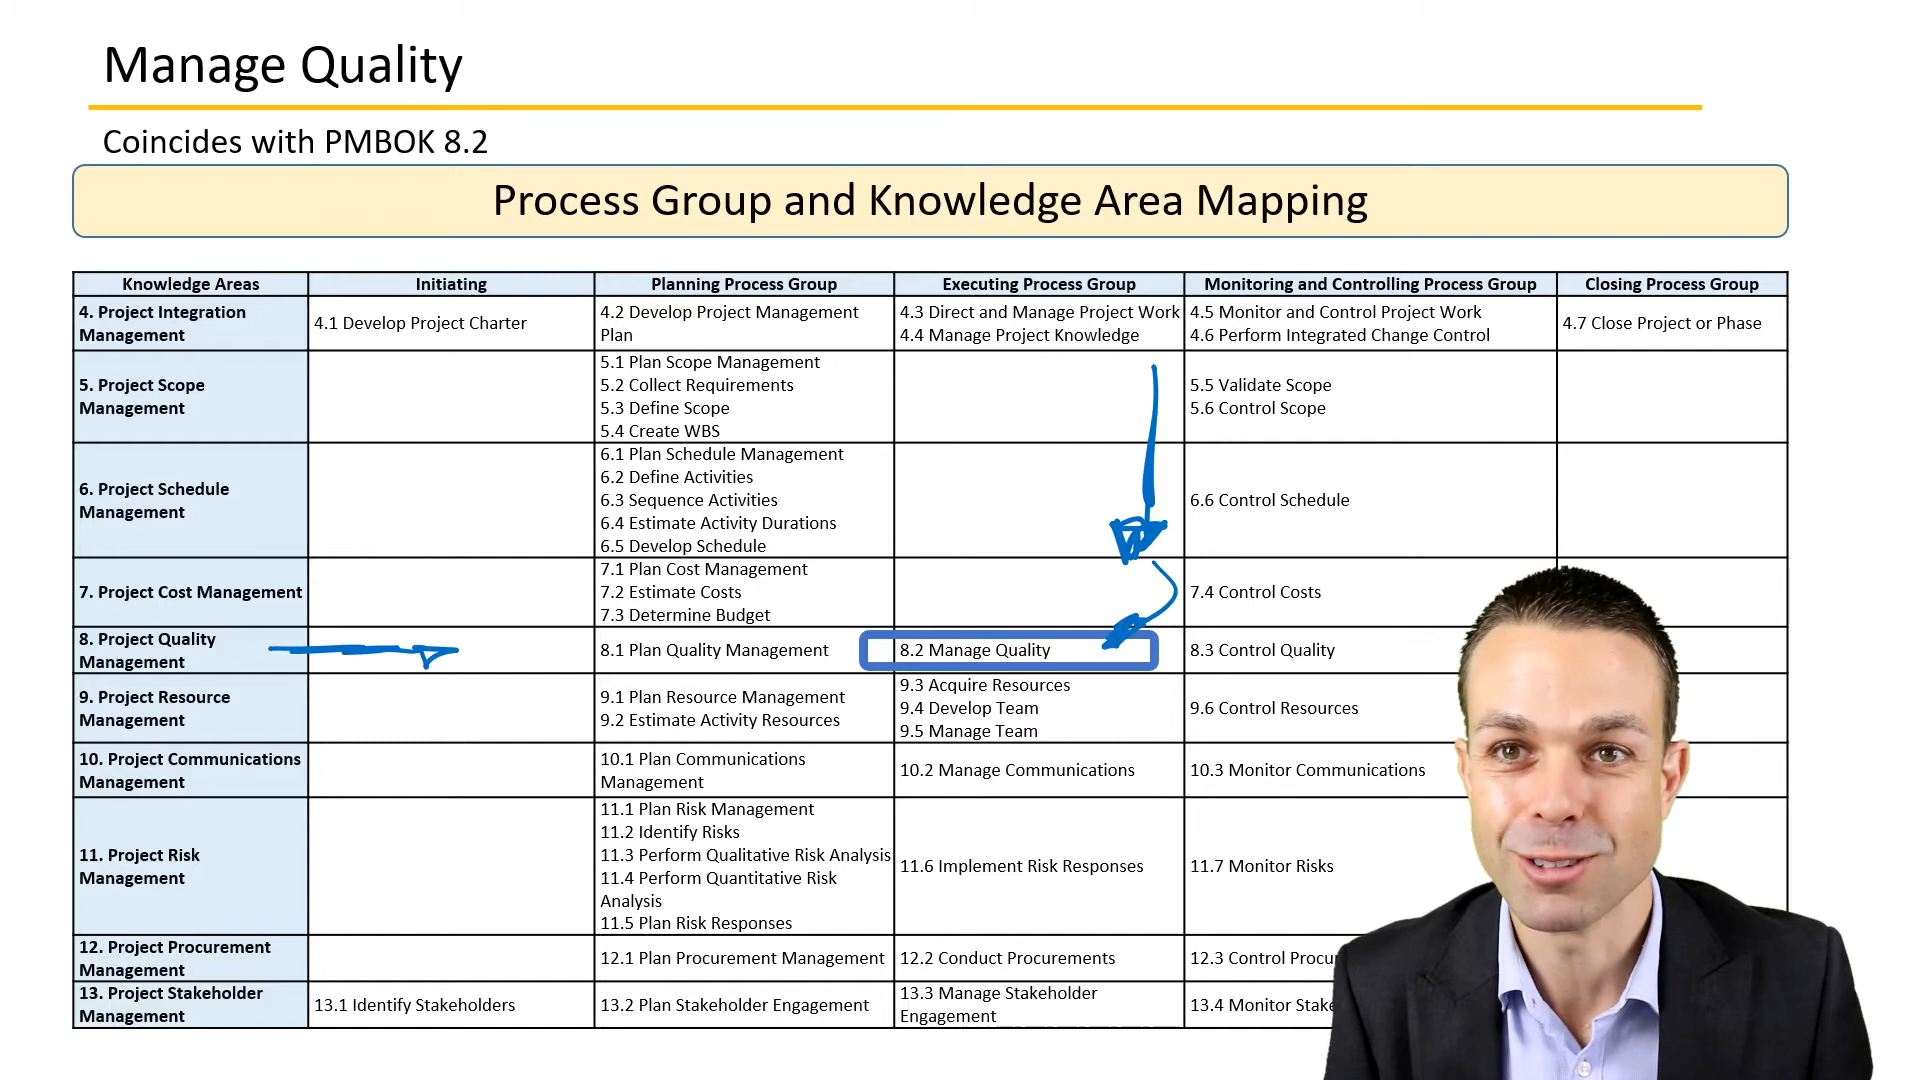 Manage Quality
Coincides with PMBOK 8.2
Process Group and Knowledge Area Mapping
Knowledge Areas
Initiating
Planning Process Group
Executing Process Group
Monitoring and Controlling Process Group
Closing Process Group
4. Project Integration
Management
4.1 Develop Project Charter
4.2 Develop Project Management
Plan
4.3 Direct and Manage Project Work
4.4 Manage Project Knowledge
4.5 Monitor and Control Project Work
4.6 Perform Integrated Change Control
4.7 Close Project or Phase
5. Project Scope
Management
5.1 Plan Scope Management
5.2 Collect Requirements
5.3 Define Scope
5.4 Create WBS
5.5 Validate Scope
5.6 Control Scope
6. Project Schedule
Management
6.1 Plan Schedule Management
6.2 Define Activities
6.3 Sequence Activities
6.4 Estimate Activity Durations
6.5 Develop Schedule
6.6 Control Schedule
7. Project Cost Management
7.1 Plan Cost Management
7.2 Estimate Costs
7.3 Determine Budget
7.4 Control Costs
8. Project Quality
Management
8.1 Plan Quality Management
8.2 Manage Quality
8.3 Control Quality
9. Project Resource
Management
9.1 Plan Resource Management
9.2 Estimate Activity Resources
9.3 Acquire Resources
9.4 Develop Team
9.5 Manage Team
9.6 Control Resources
10. Project Communications
Management
10.1 Plan Communications
Management
10.2 Manage Communications
10.3 Monitor Communications
11. Project Risk
Management
11.1 Plan Risk Management
11.2 Identify Risks
11.3 Perform Qualitative Risk Analysis
11.4 Perform Quantitative Risk
Analysis
11.5 Plan Risk Responses
11.6 Implement Risk Responses
11.7 Monitor Risks
12. Project Procurement
Management
12.1 Plan Procurement Management
12.2 Conduct Procurements
12.3 Control
13. Project Stakeholder
Management
13.1 Identify Stakeholders
13.2 Plan Stakeholder Engagement
13.3 Manage Stakeholder
Engagement
13.4 Monitor